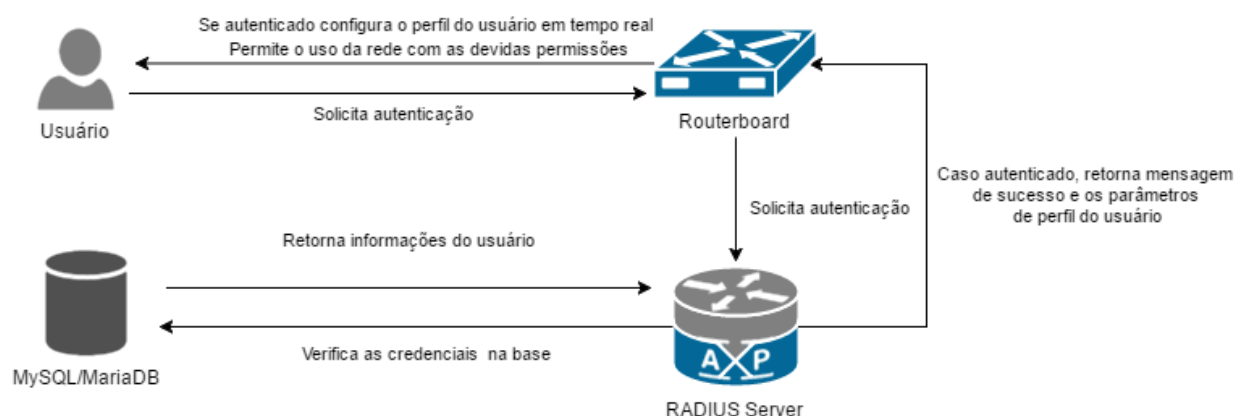 Se autenticado configura o perfil do usuário em tempo real
Permite o uso da rede com as devidas permissões
Solicita autenticação
Usuário
Routerboard
Caso autenticado, retorna mensagem
de sucesso e os parâmetros
de perfil do usuário
Solicita autenticação
Retorna informações do usuário
Verifica as credenciais na base
MySQL/MariaDB
A P
RADIUS Server